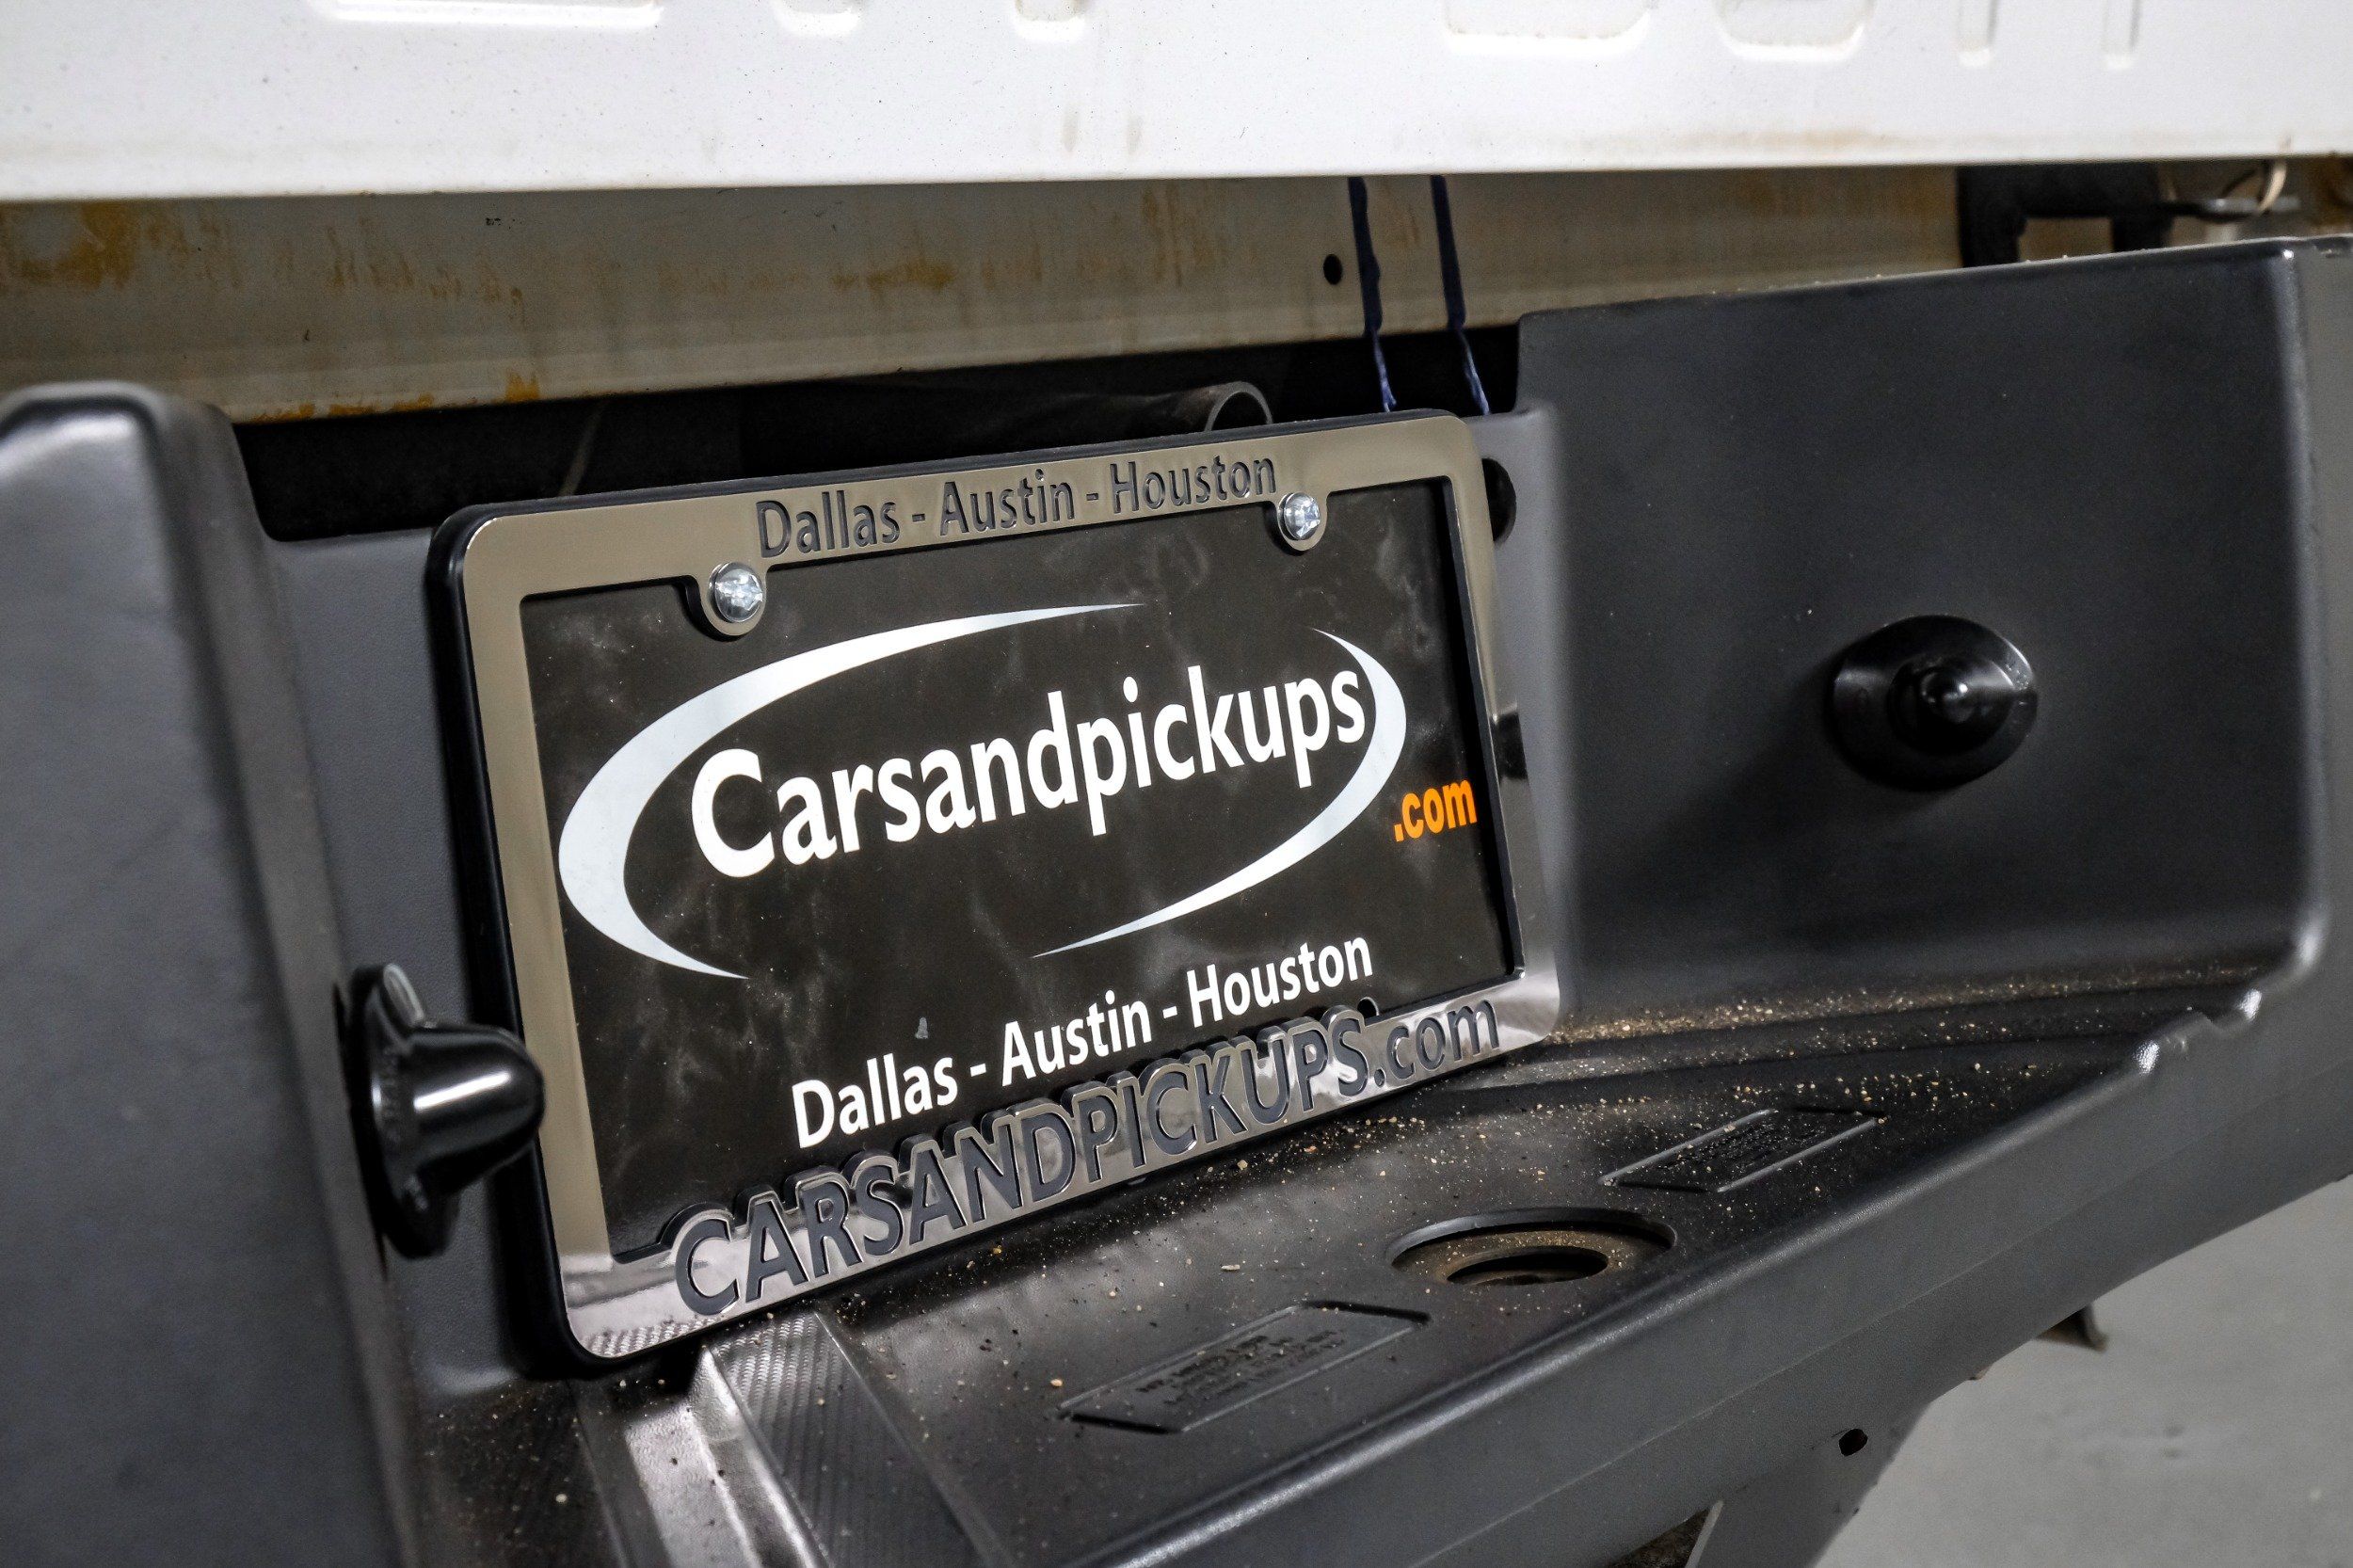 Dallas - Austin - Houston
Carsandpickups
.com
Dallas - Austin - Houston
CARSANDPICKUPS.com